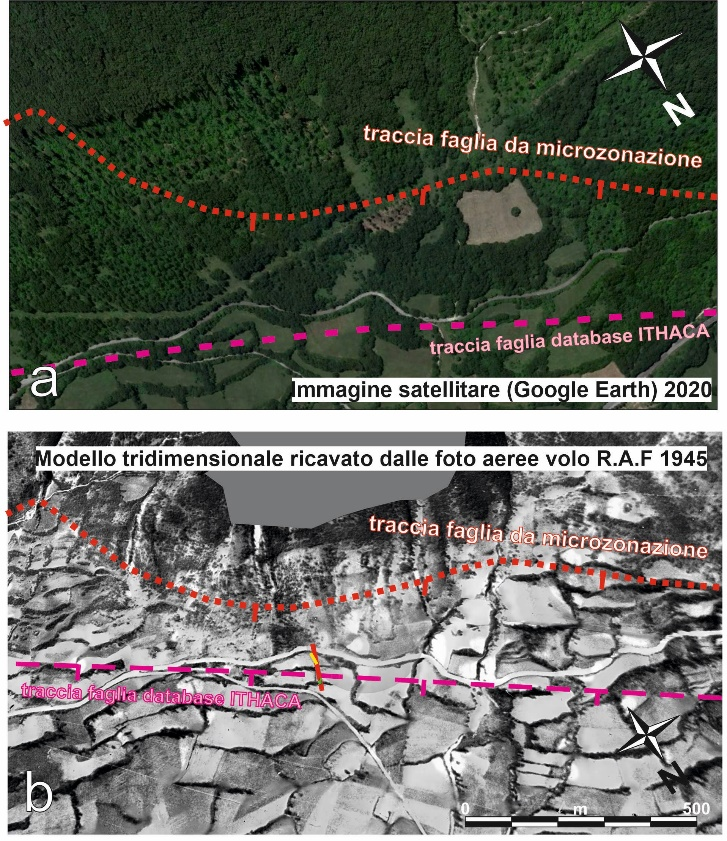 N
traccia faglia da microzonazione
traccia faglia database ITHACA
a
Immagine satellitare (Google Earth) 2020
Modello tridimensionale ricavato dalle foto aeree volo R.A.F 1945
traccia faglia da microzonazione
traccia faglia database ITHACA
N
b
0 m 500